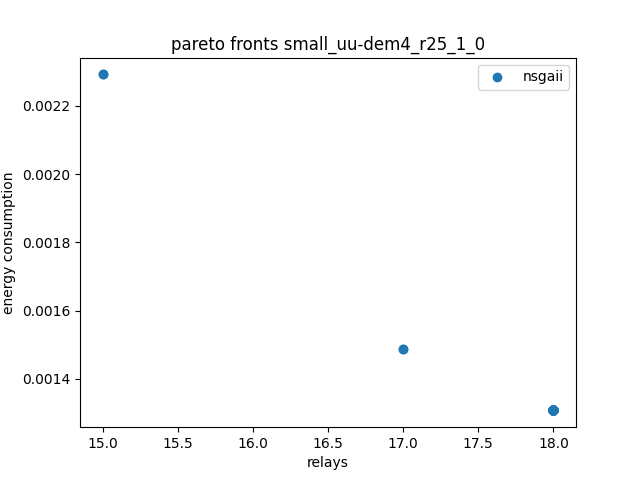 pareto fronts small_uu-dem4_r25_1_0
nsgaii
energy consumption
0.0022
0.0020
0.0018
0.0016
0.0014
15.0 15.5 16.0 16.5 17.0 17.5 18.0
relays